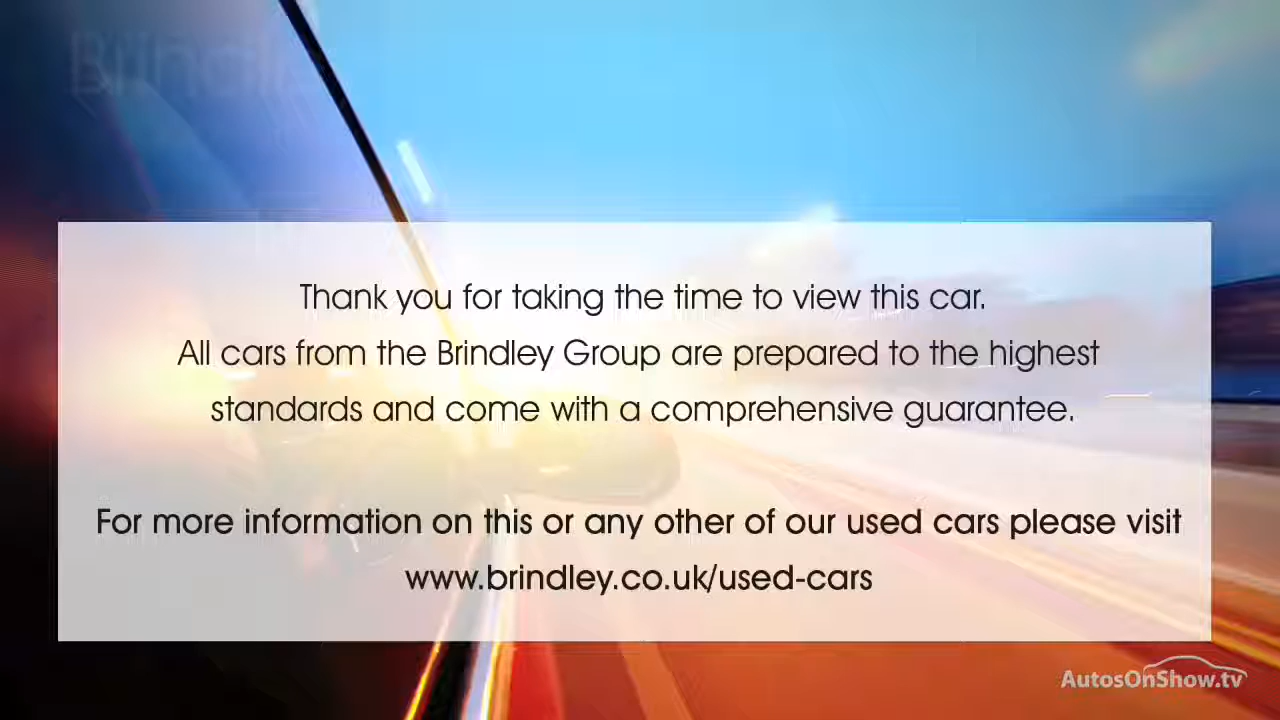 Thank you for taking the time to view this car.
All cars from the Brindley Group are prepared to the highest
standards and come with a comprehensive guarantee.
For more information on this or any other of our used cars please visit
www.brindley.co.uk/used-cars
AutosOnShow.tv